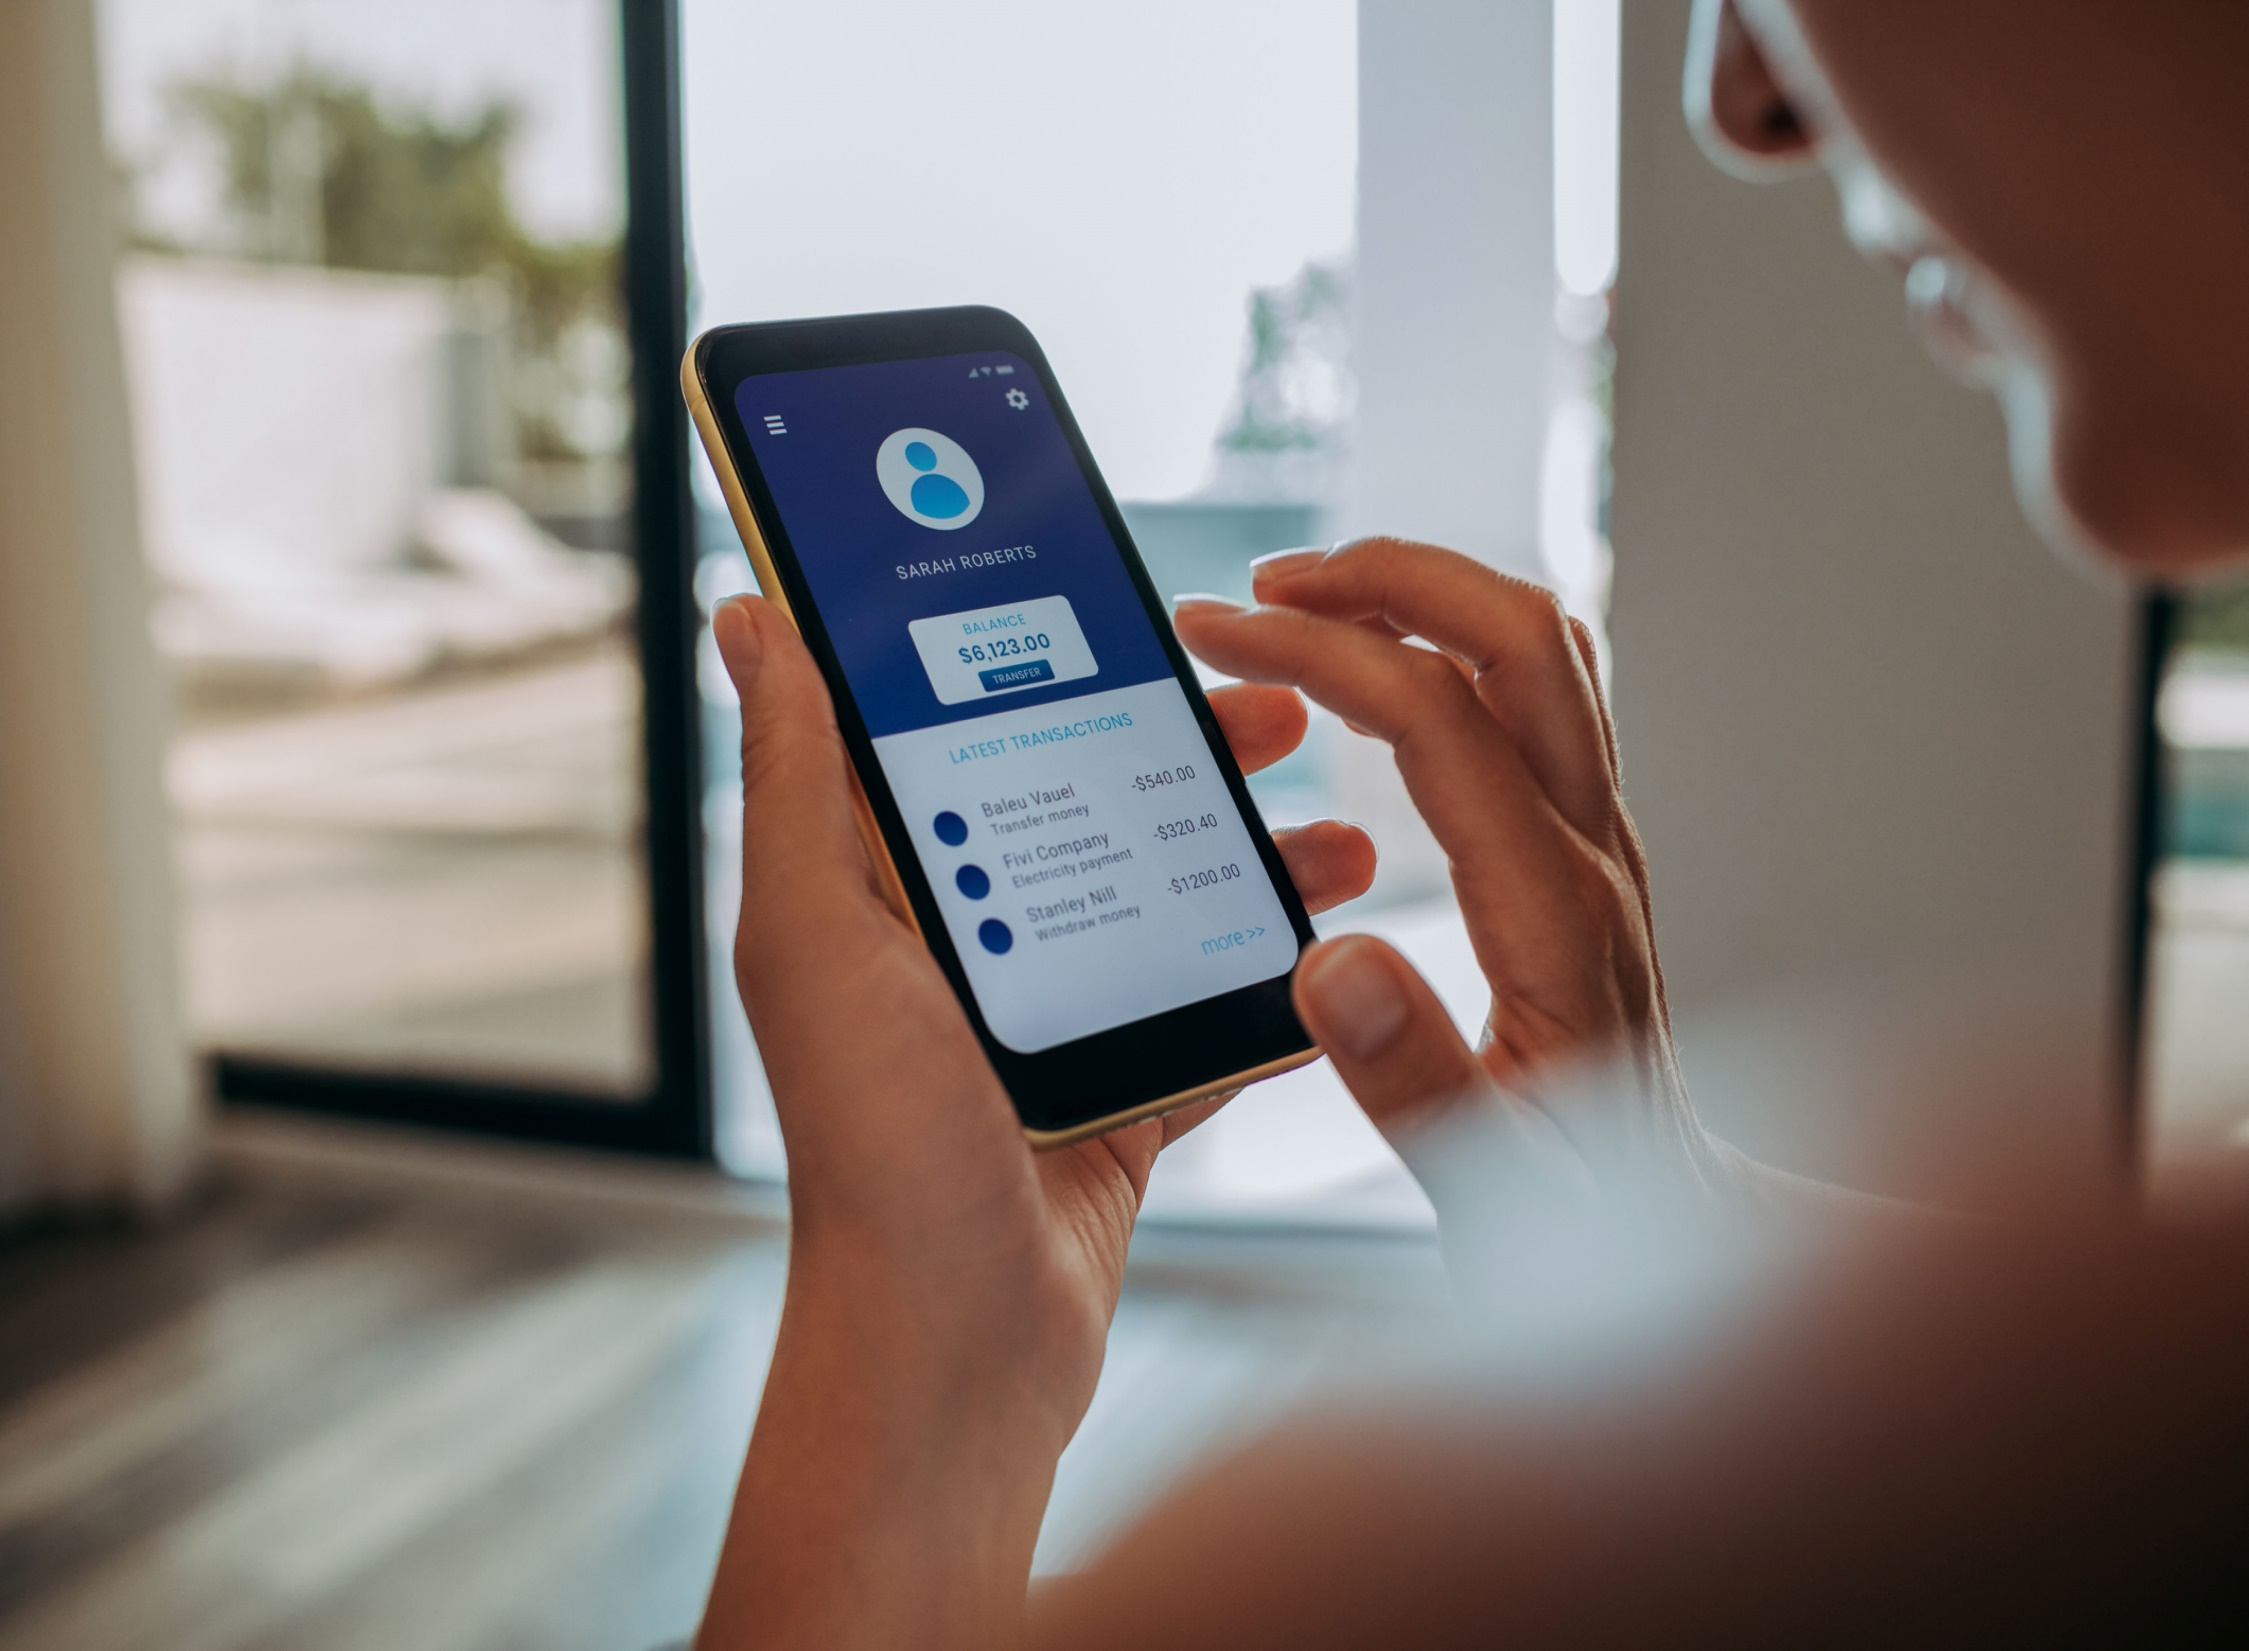 SARAH ROBERTS
BALANCE
$6,123.00
TRANSFER
LATEST TRANSACTIONS
Baleu Vauel -$540.00
Transfer money
Fivi Company -$320.40
Electricity payment
Stanley Nill -$1200.00
Withdraw money
more >>